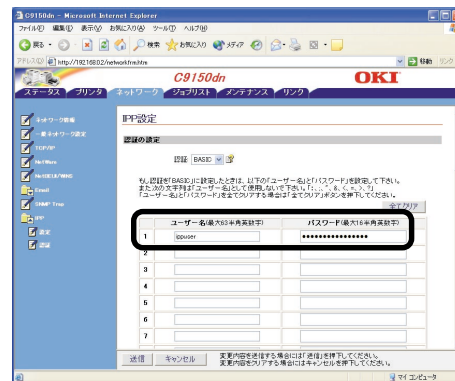 C9150dn - Microsoft Internet Explorer
ファイル(F) 編集(E) 表示(V) お気に入り(A) ツール(T) ヘルプ(H)
戻る 検索 お気に入り メディア
アドレス(D) http://192.168.0.2/networkfrm.htm 移動 リンク
C9150dn OKI
ステータス プリンタ ネットワーク ジョブリスト メンテナンス リンク
ネットワーク情報
一般ネットワーク設定
TCP/IP
NetWare
NetBIOS/WINS
Email
SNMP Trap
IPP
設定
認証
IPP設定
認証の設定
認証 BASIC
もし認証を「BASIC」に設定したときは、以下の「ユーザー名」と「パスワード」を設定して下さい。
また次の文字列は「ユーザー名」として使用しないで下さい。
「ユーザー名」と「パスワード」を全てクリアする場合は「全てクリア」ボタンを押して下さい。
全てクリア
ユーザー名(最大63半角英数字) パスワード(最大16半角英数字)
1 ippuser ••••••••••••••••
2
3
4
5
6
7
送信 キャンセル 変更内容を送信する場合には「送信」を押下してください。
変更内容をクリアする場合にはキャンセルを押下してください。
マイ コンピュータ